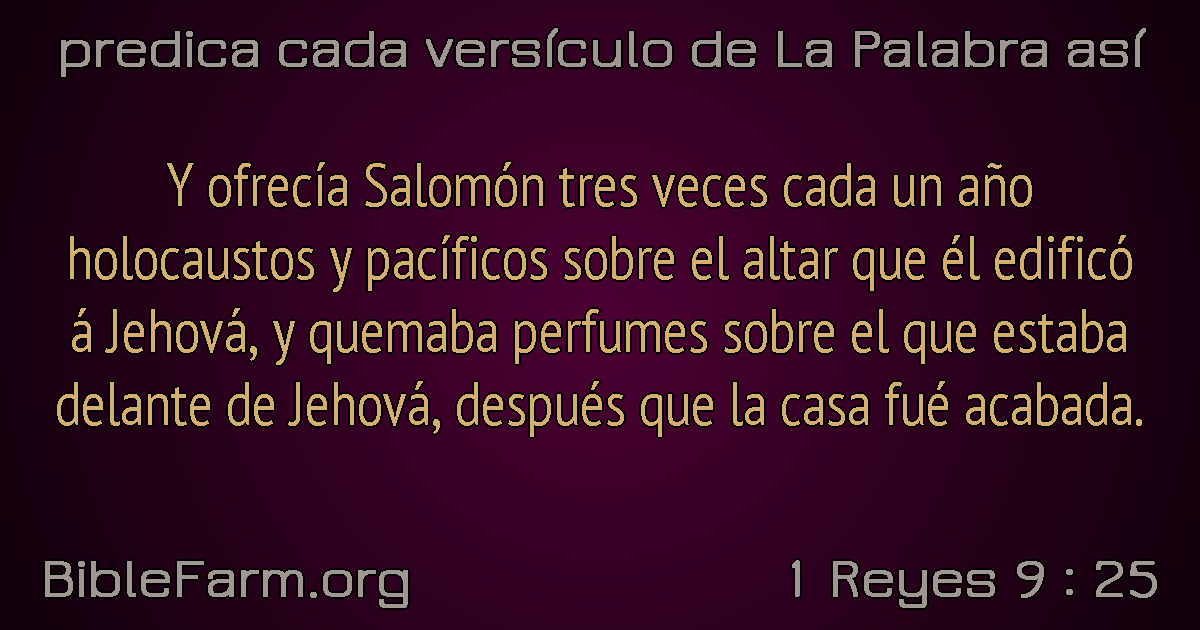 predica cada versículo de La Palabra así
Y ofrecía Salomón tres veces cada un año
holocaustos y pacíficos sobre el altar que él edificó
á Jehová, y quemaba perfumes sobre el que estaba
delante de Jehová, después que la casa fué acabada.
BibleFarm.org
1 Reyes 9 : 25